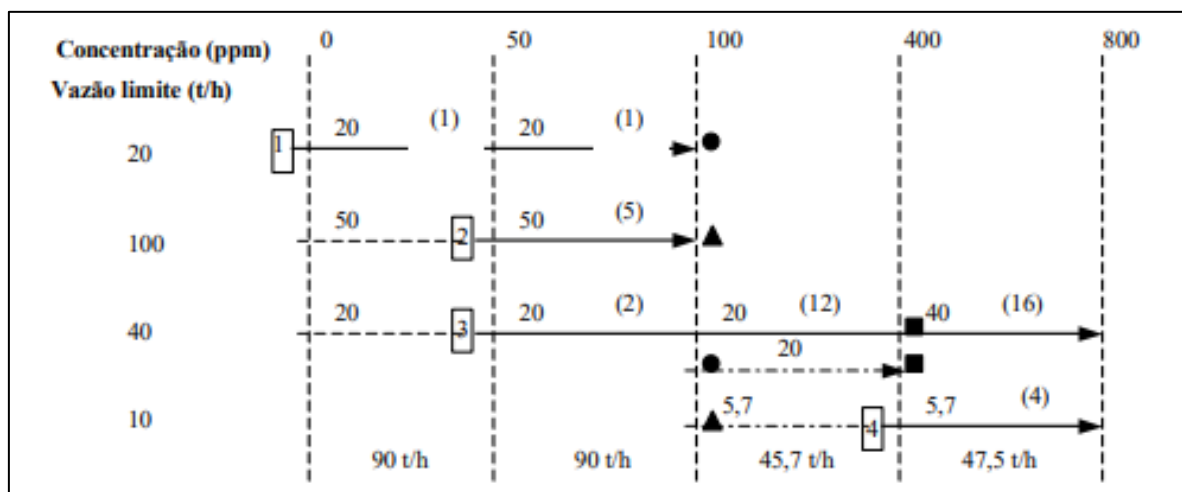 Concentração (ppm) 0 50 100 400 800
Vazão limite (t/h)
20 1 20 (1) 20 (1)
100 50 2 50 (5)
40 20 3 20 (2) 20 (12) 40 (16)
20
10 5,7 4 5,7 (4)
90 t/h 90 t/h 45,7 t/h 47,5 t/h